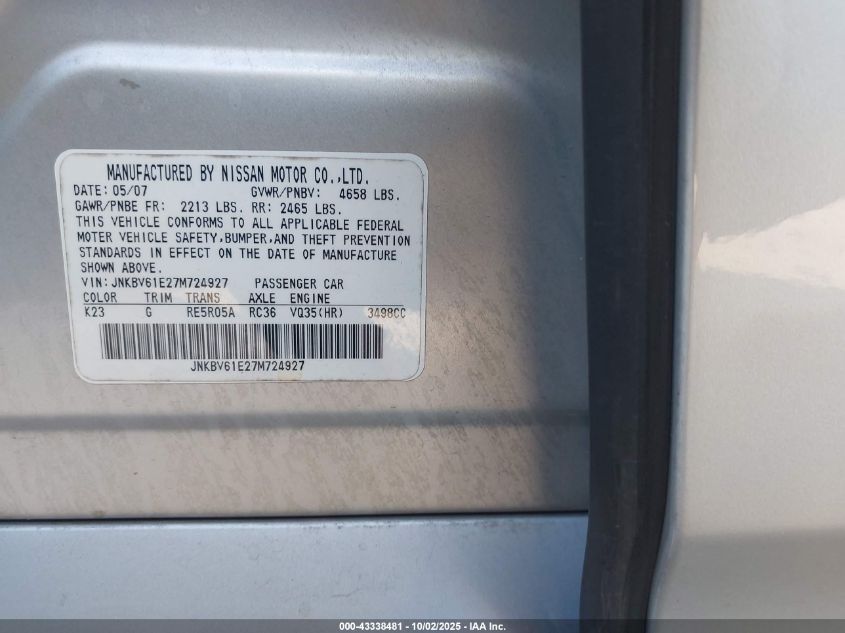 MANUFACTURED BY NISSAN MOTOR CO.,LTD.
DATE: 05/07 GVWR/PNBV: 4658 LBS.
GAWR/PNBE FR: 2213 LBS. RR: 2465 LBS.
THIS VEHICLE CONFORMS TO ALL APPLICABLE FEDERAL
MOTER VEHICLE SAFETY,BUMPER,AND THEFT PREVENTION
STANDARDS IN EFFECT ON THE DATE OF MANUFACTURE
SHOWN ABOVE.
VIN: JNKBV61E27M724927 PASSENGER CAR
COLOR TRIM TRANS AXLE ENGINE
K23 G RE5R05A RC36 VQ35(HR) 3498CC
JNKBV61E27M724927
000-43338481 - 10/02/2025 - IAA Inc.